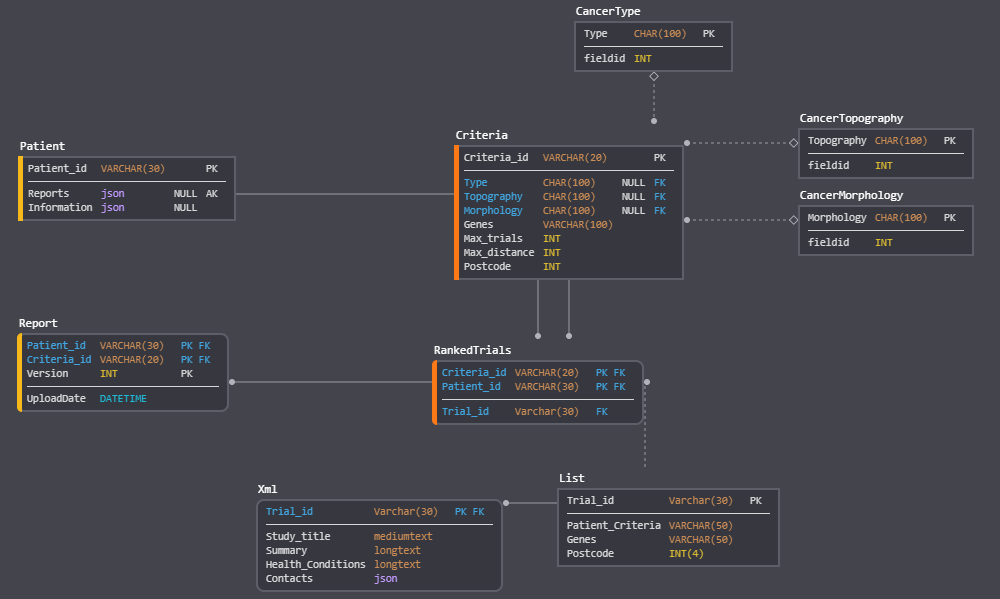 CancerType
Type CHAR(100) PK
fieldid INT
CancerTopography
Topography CHAR(100) PK
fieldid INT
CancerMorphology
Morphology CHAR(100) PK
fieldid INT
Patient
Patient_id VARCHAR(30) PK
Reports json NULL AK
Information json NULL
Criteria
Criteria_id VARCHAR(20) PK
Type CHAR(100) NULL FK
Topography CHAR(100) NULL FK
Morphology CHAR(100) NULL FK
Genes VARCHAR(100)
Max_trials INT
Max_distance INT
Postcode INT
Report
Patient_id VARCHAR(30) PK FK
Criteria_id VARCHAR(20) PK FK
Version INT PK
UploadDate DATETIME
RankedTrials
Criteria_id VARCHAR(20) PK FK
Patient_id VARCHAR(30) PK FK
Trial_id Varchar(30) FK
Xml
Trial_id Varchar(30) PK FK
Study_title mediumtext
Summary longtext
Health_Conditions longtext
Contacts json
List
Trial_id Varchar(30) PK
Patient_Criteria VARCHAR(50)
Genes VARCHAR(50)
Postcode INT(4)